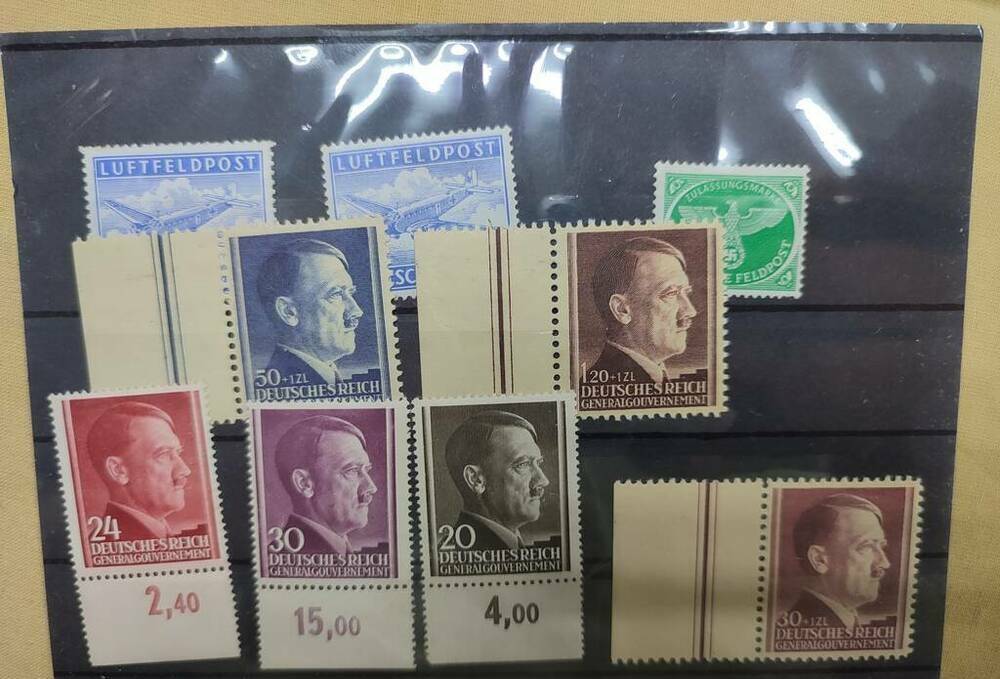 LUFTFELDPOST
LUFTFELDPOST
ZULASSUNGSMARKE
FELDPOST
50+1ZL
DEUTSCHES REICH
1.20+1ZL
DEUTSCHES REICH
GENERALGOUVERNEMENT
24
DEUTSCHES REICH
GENERALGOUVERNEMENT
2,40
30
DEUTSCHES REICH
GENERALGOUVERNEMENT
15,00
20
DEUTSCHES REICH
GENERALGOUVERNEMENT
4,00
30+1ZL
DEUTSCHES REICH
GENERALGOUVERNEMENT